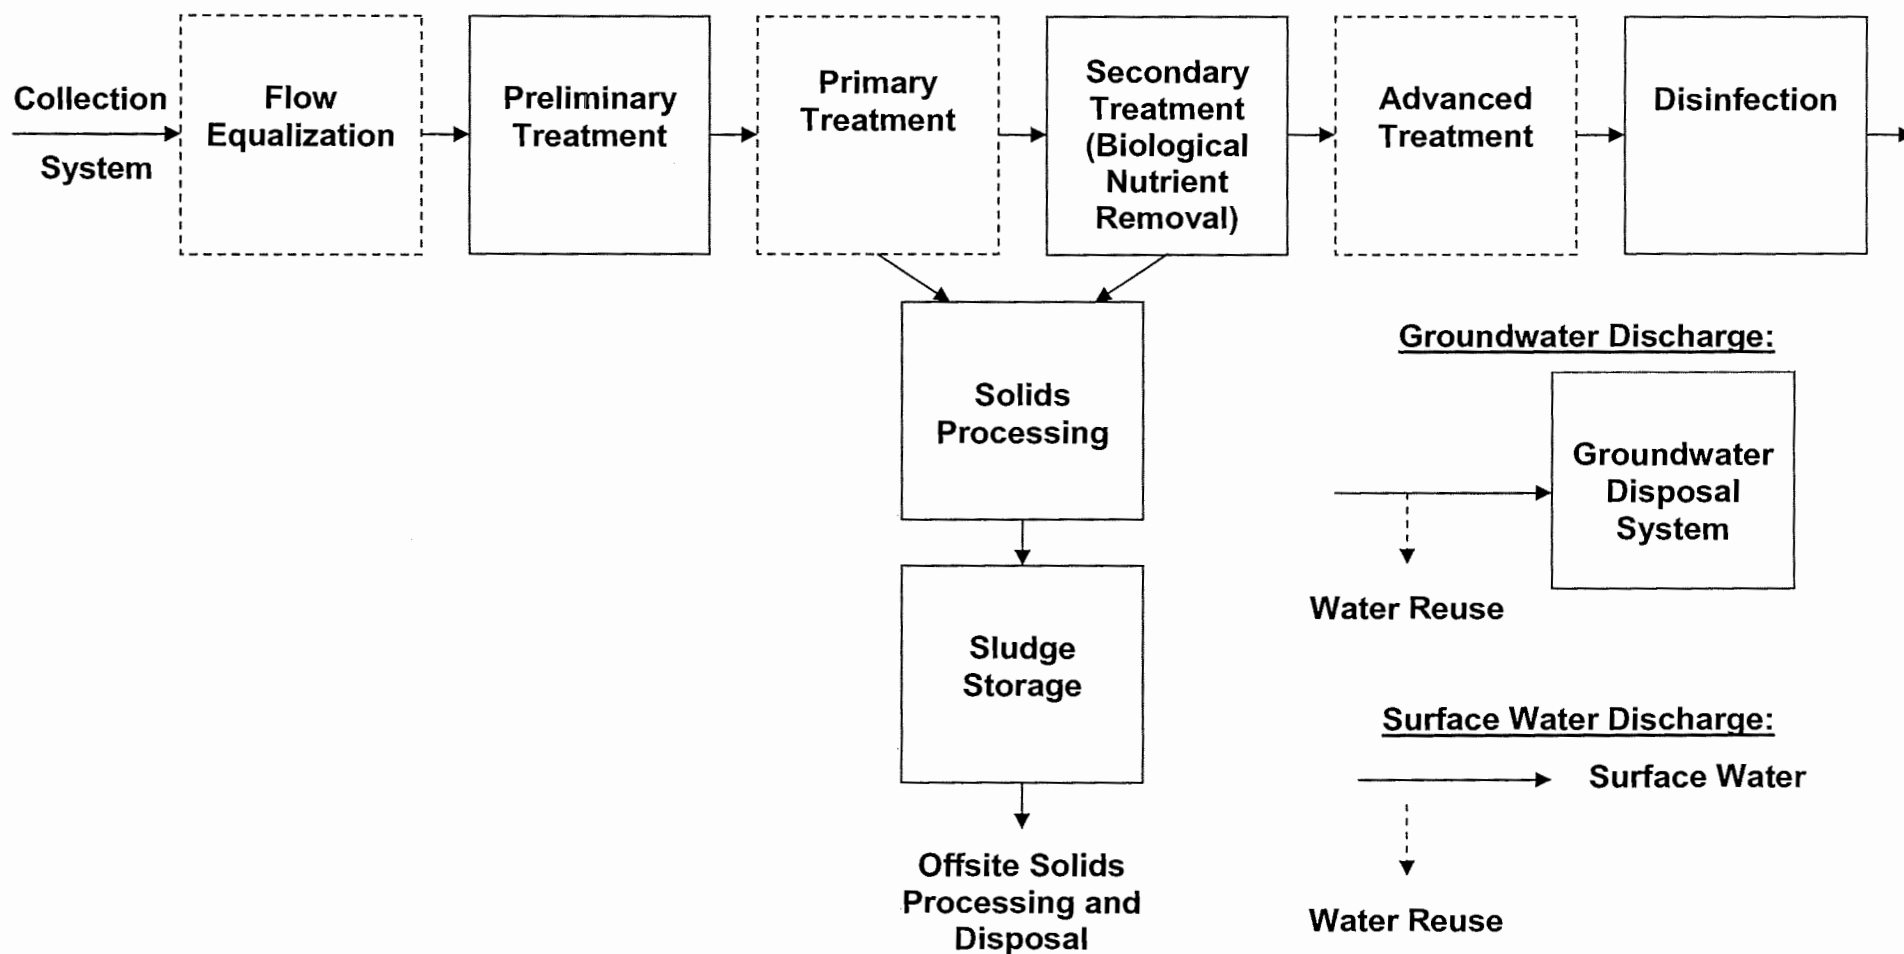 Collection
System
Flow
Equalization
Preliminary
Treatment
Primary
Treatment
Secondary
Treatment
(Biological
Nutrient
Removal)
Advanced
Treatment
Disinfection
Solids
Processing
Sludge
Storage
Offsite Solids
Processing and
Disposal
Groundwater Discharge:
Groundwater
Disposal
System
Water Reuse
Surface Water Discharge:
Surface Water
Water Reuse